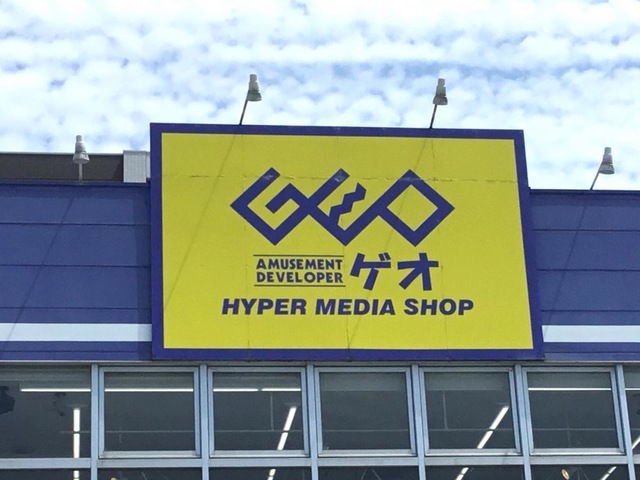 GEO
AMUSEMENT
DEVELOPER
ゲオ
HYPER MEDIA SHOP